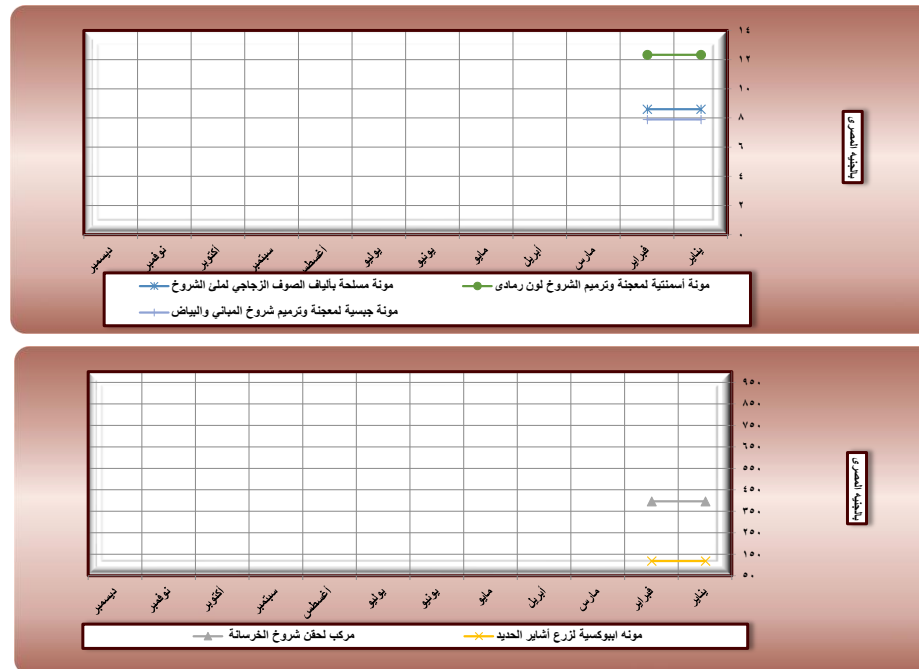 ١٤
١٢
١٠
٨
٦
٤
٢
٠
بالجنيه المصرى
يناير فبراير مارس أبريل مايو يونيو يوليو أغسطس سبتمبر أكتوبر نوفمبر ديسمبر
مونة أسمنتية لمعجنة وترميم الشروخ لون رمادى مونة مسلحة بألياف الصوف الزجاجي لملئ الشروخ
مونة جبسية لمعجنة وترميم شروخ المباني والبياض
٩٥٠
٨٥٠
٧٥٠
٦٥٠
٥٥٠
٤٥٠
٣٥٠
٢٥٠
١٥٠
٥٠
بالجنيه المصرى
يناير فبراير مارس أبريل مايو يونيو يوليو أغسطس سبتمبر أكتوبر نوفمبر ديسمبر
مونه ايبوكسية لزرع أشاير الحديد مركب لحقن شروخ الخرسانة